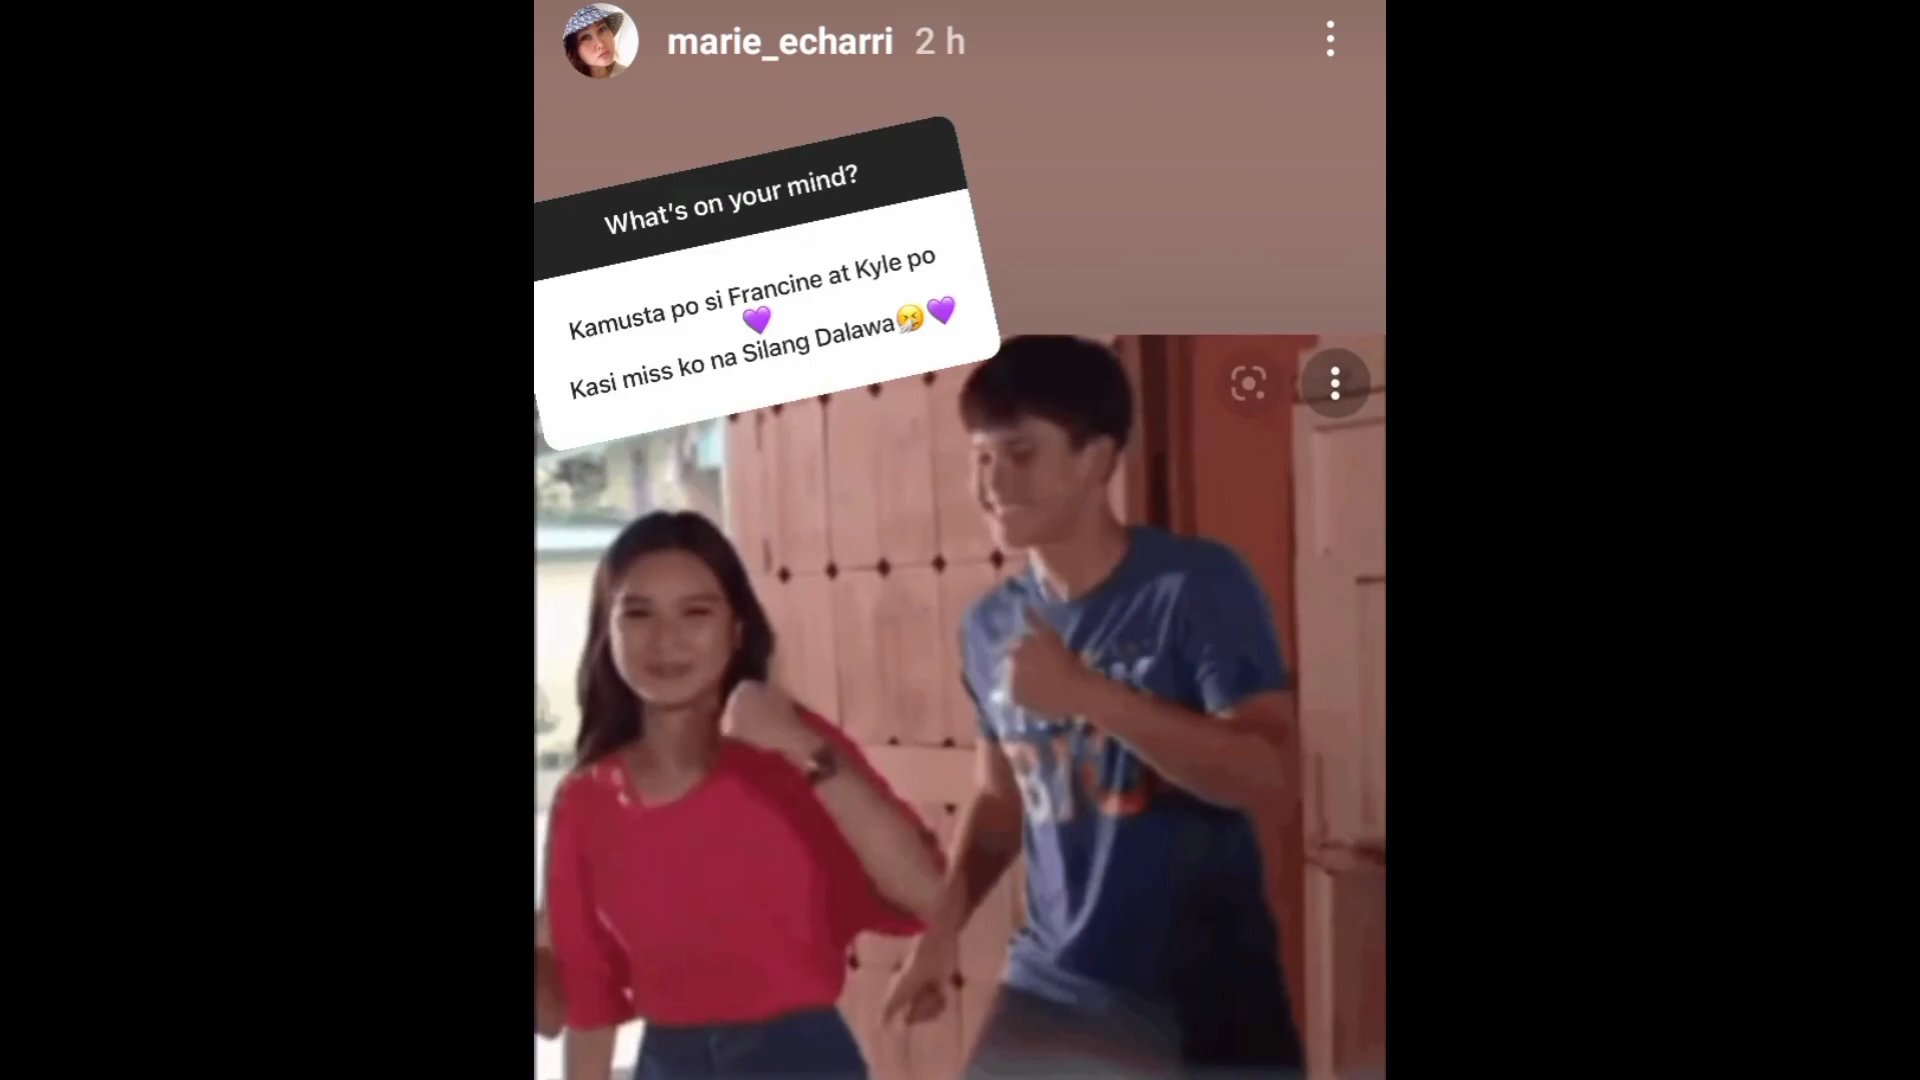 marie_echarri 2 h
What's on your mind?
Kamusta po si Francine at Kyle po
💜
Kasi miss ko na Silang Dalawa🤧💜